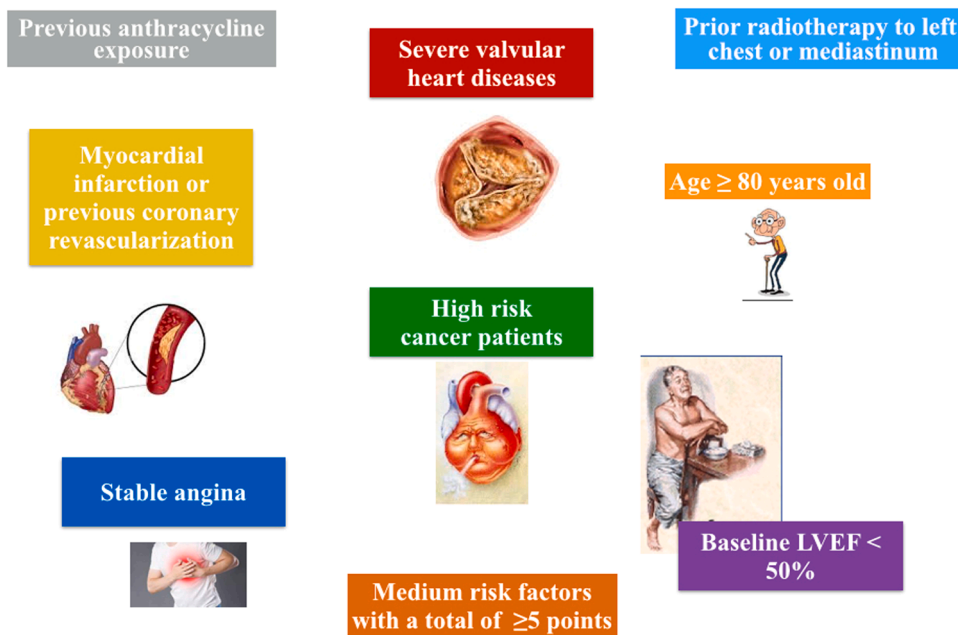 Previous anthracycline
exposure
Severe valvular
heart diseases
Prior radiotherapy to left
chest or mediastinum
Myocardial
infarction or
previous coronary
revascularization
Age ≥ 80 years old
High risk
cancer patients
Stable angina
Baseline LVEF <
50%
Medium risk factors
with a total of ≥5 points